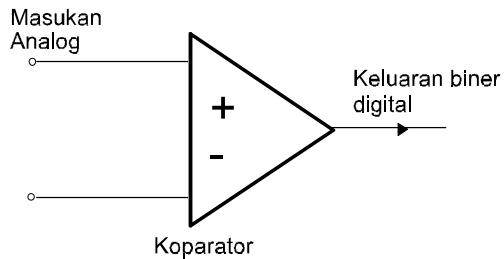 Masukan
Analog
Keluaran biner
digital
+
-
Koparator